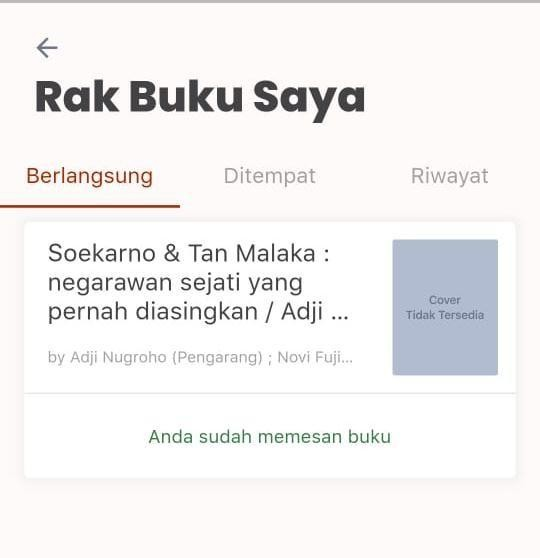 Rak Buku Saya
Berlangsung
Ditempat
Riwayat
Soekarno & Tan Malaka :
negarawan sejati yang
pernah diasingkan / Adji ...
by Adji Nugroho (Pengarang) ; Novi Fuji...
Cover
Tidak Tersedia
Anda sudah memesan buku